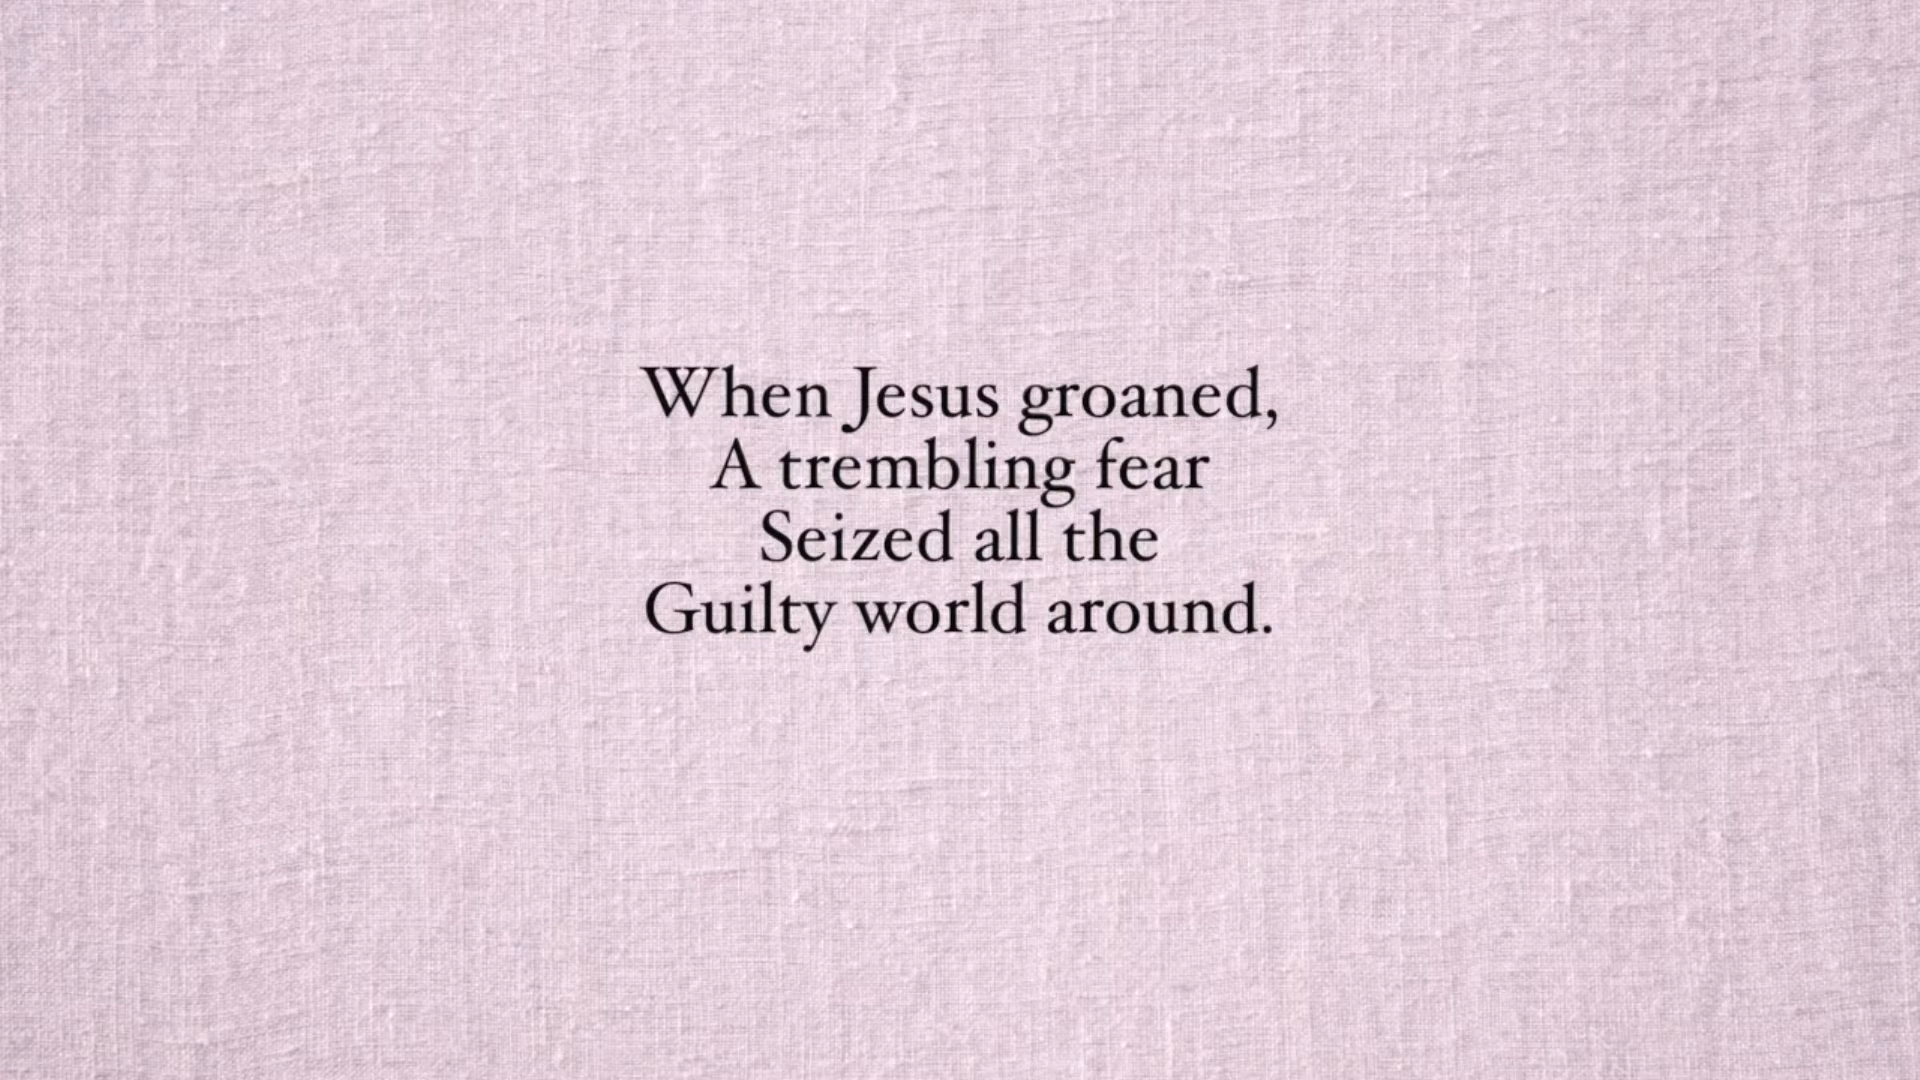 When Jesus groaned,
A trembling fear
Seized all the
Guilty world around.